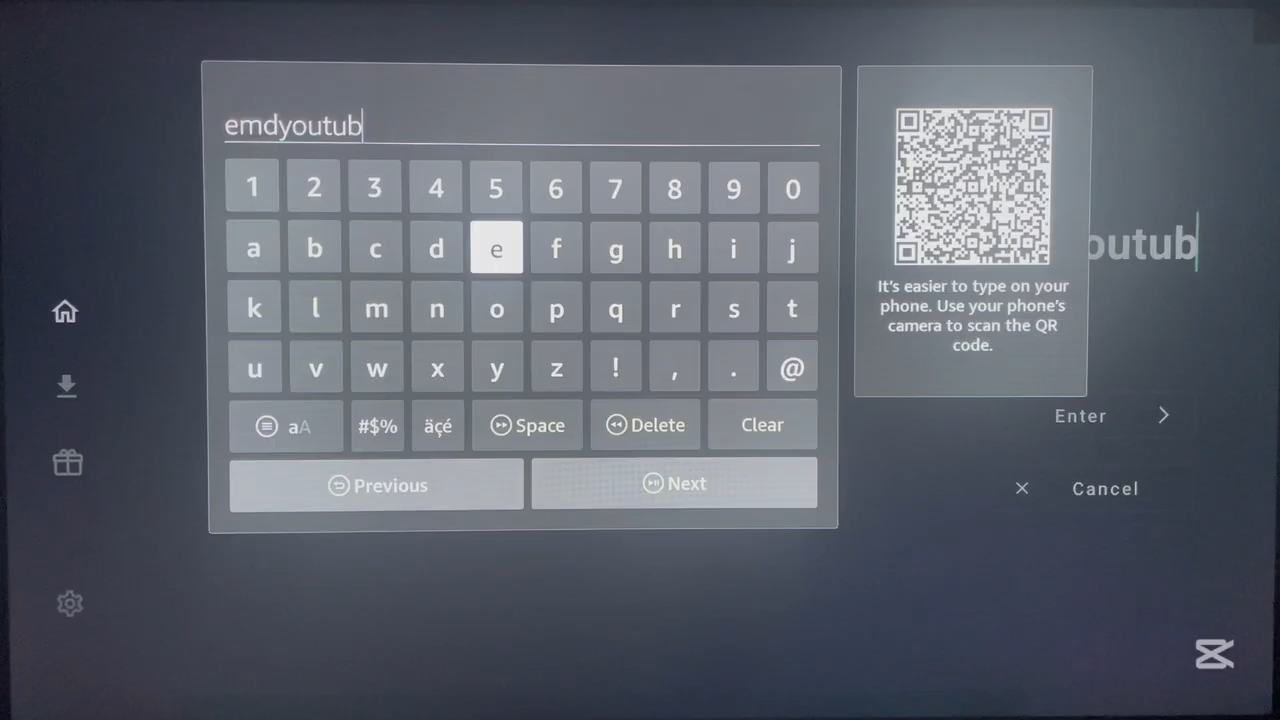 emdyoutub
1 2 3 4 5 6 7 8 9 0
a b c d e f g h i j
k l m n o p q r s t
u v w x y z ! , . @
aA #$% äçé Space Delete Clear
Previous Next
It's easier to type on your
phone. Use your phone's
camera to scan the QR
code.
outub
Enter
Cancel